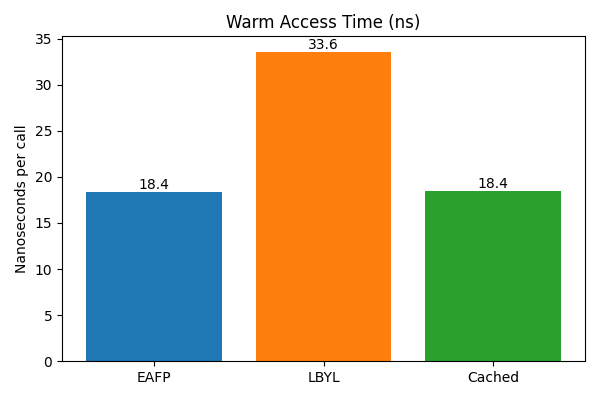 Warm Access Time (ns)
Nanoseconds per call
35
30
25
20
15
10
5
0
18.4
33.6
18.4
EAFP
LBYL
Cached